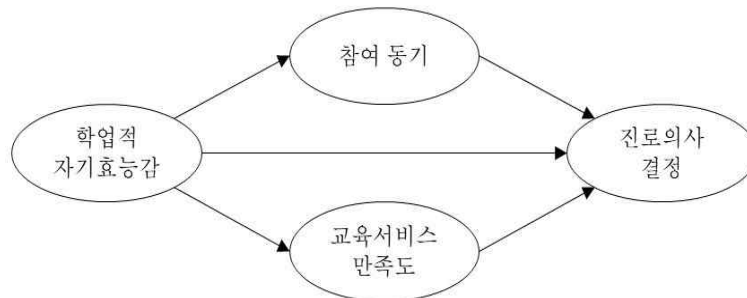 참여 동기
학업적
자기효능감
진로의사
결정
교육서비스
만족도